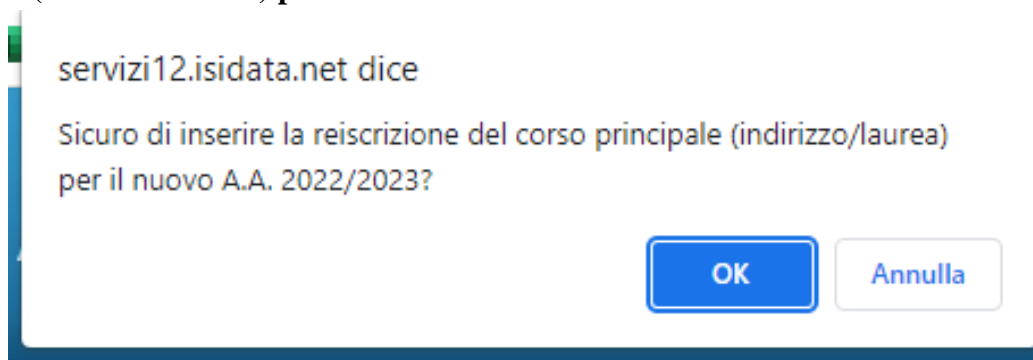 servizi12.isidata.net dice
Sicuro di inserire la reiscrizione del corso principale (indirizzo/laurea)
per il nuovo A.A. 2022/2023?
OK Annulla